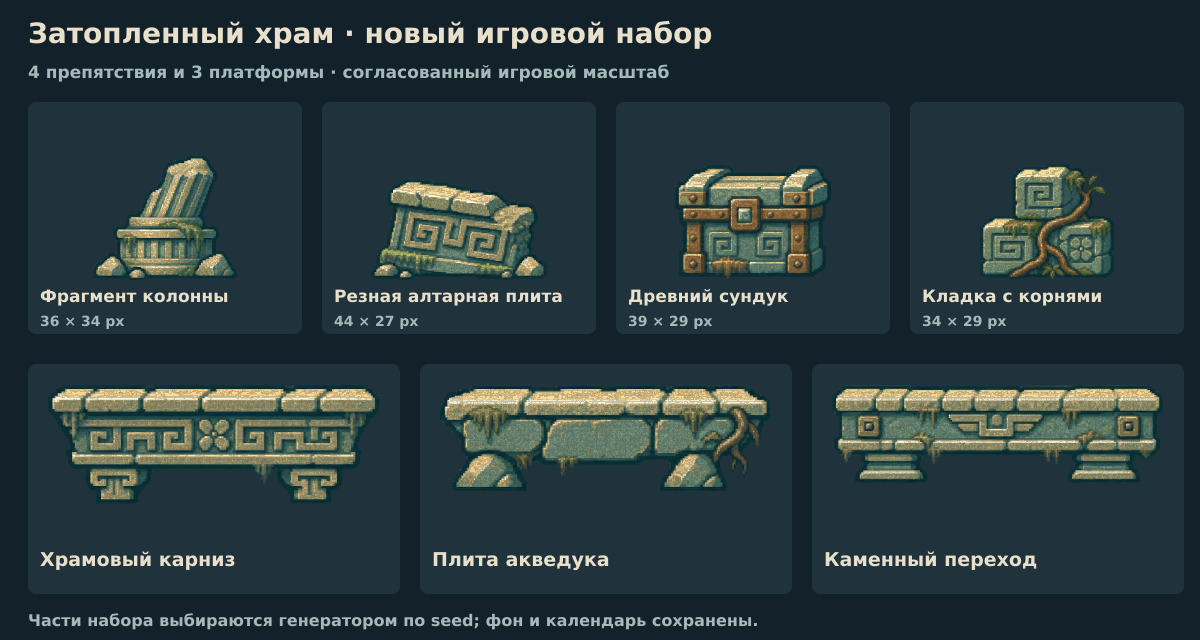 Затопленный храм · новый игровой набор
4 препятствия и 3 платформы · согласованный игровой масштаб
Фрагмент колонны
36 × 34 px
Резная алтарная плита
44 × 27 px
Древний сундук
39 × 29 px
Кладка с корнями
34 × 29 px
Храмовый карниз
Плита акведука
Каменный переход
Части набора выбираются генератором по seed; фон и календарь сохранены.